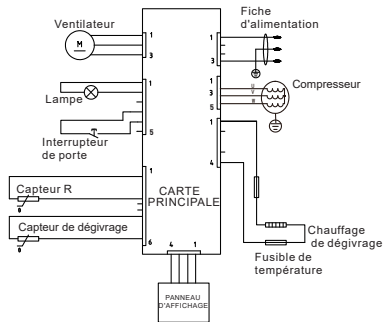 Ventilateur
M
1
3
Fiche
d'alimentation
1
3
Lampe
1
5
Interrupteur
de porte
1
3
5
U
V
W
Compresseur
1
4
Capteur R
θ
1
CARTE
PRINCIPALE
Capteur de dégivrage
θ
6
4 1
Chauffage
de dégivrage
Fusible de
température
PANNEAU
D'AFFICHAGE